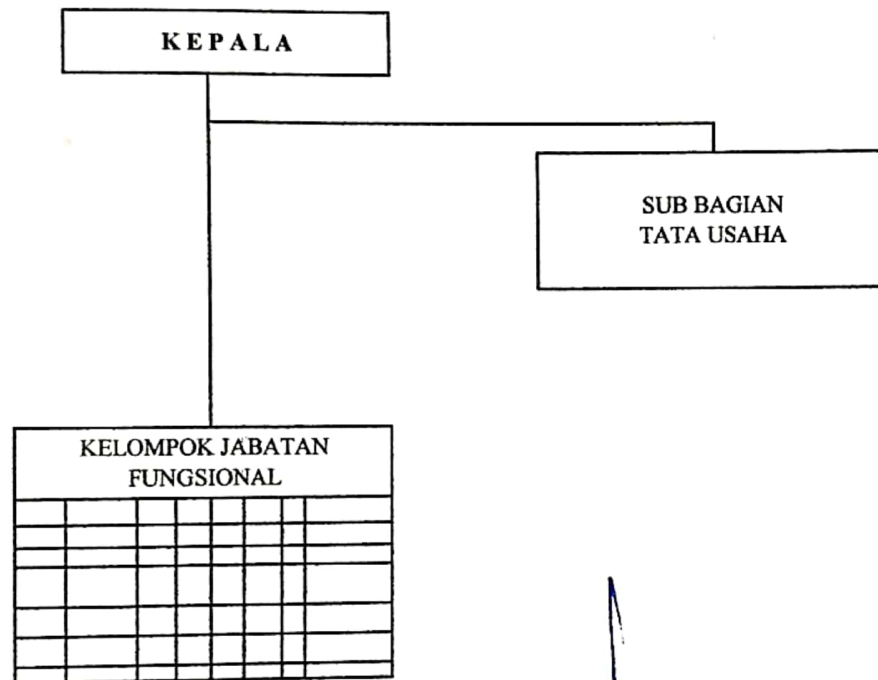 KEPALA
SUB BAGIAN
TATA USAHA
KELOMPOK JABATAN
FUNGSIONAL